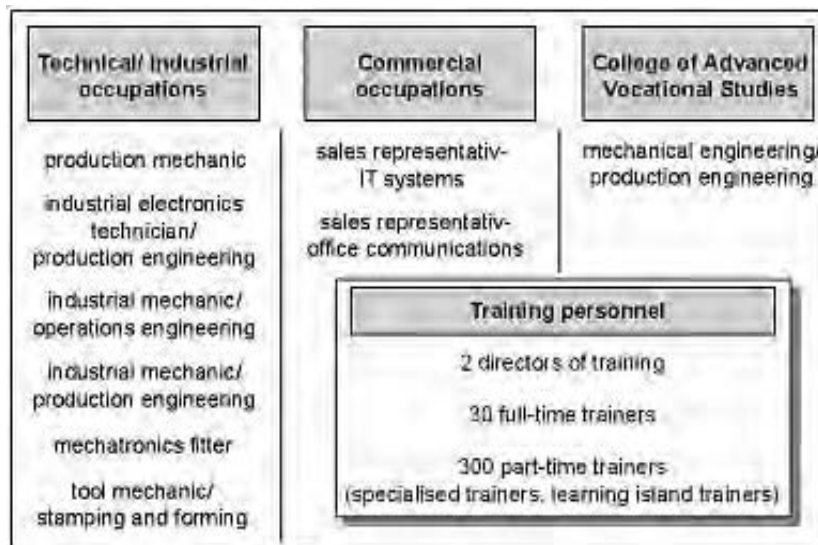 Technical/ Industrial
occupations
production mechanic
industrial electronics
technician/
production engineering
industrial mechanic/
operations engineering
industrial mechanic/
production engineering
mechatronics fitter
tool mechanic/
stamping and forming
Commercial
occupations
sales representativ-
IT systems
sales representativ-
office communications
College of Advanced
Vocational Studies
mechanical engineering/
production engineering
Training personnel
2 directors of training
30 full-time trainers
300 part-time trainers
(specialised trainers, learning island trainers)